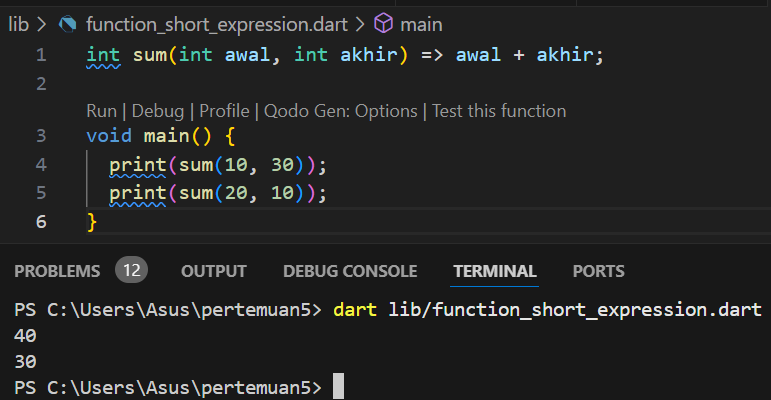 lib > function_short_expression.dart > main
1 int sum(int awal, int akhir) => awal + akhir;
2
Run | Debug | Profile | Qodo Gen: Options | Test this function
3 void main() {
4 print(sum(10, 30));
5 print(sum(20, 10));
6 }
PROBLEMS 12 OUTPUT DEBUG CONSOLE TERMINAL PORTS
PS C:\Users\Asus\pertemuan5> dart lib/function_short_expression.dart
40
30
PS C:\Users\Asus\pertemuan5>